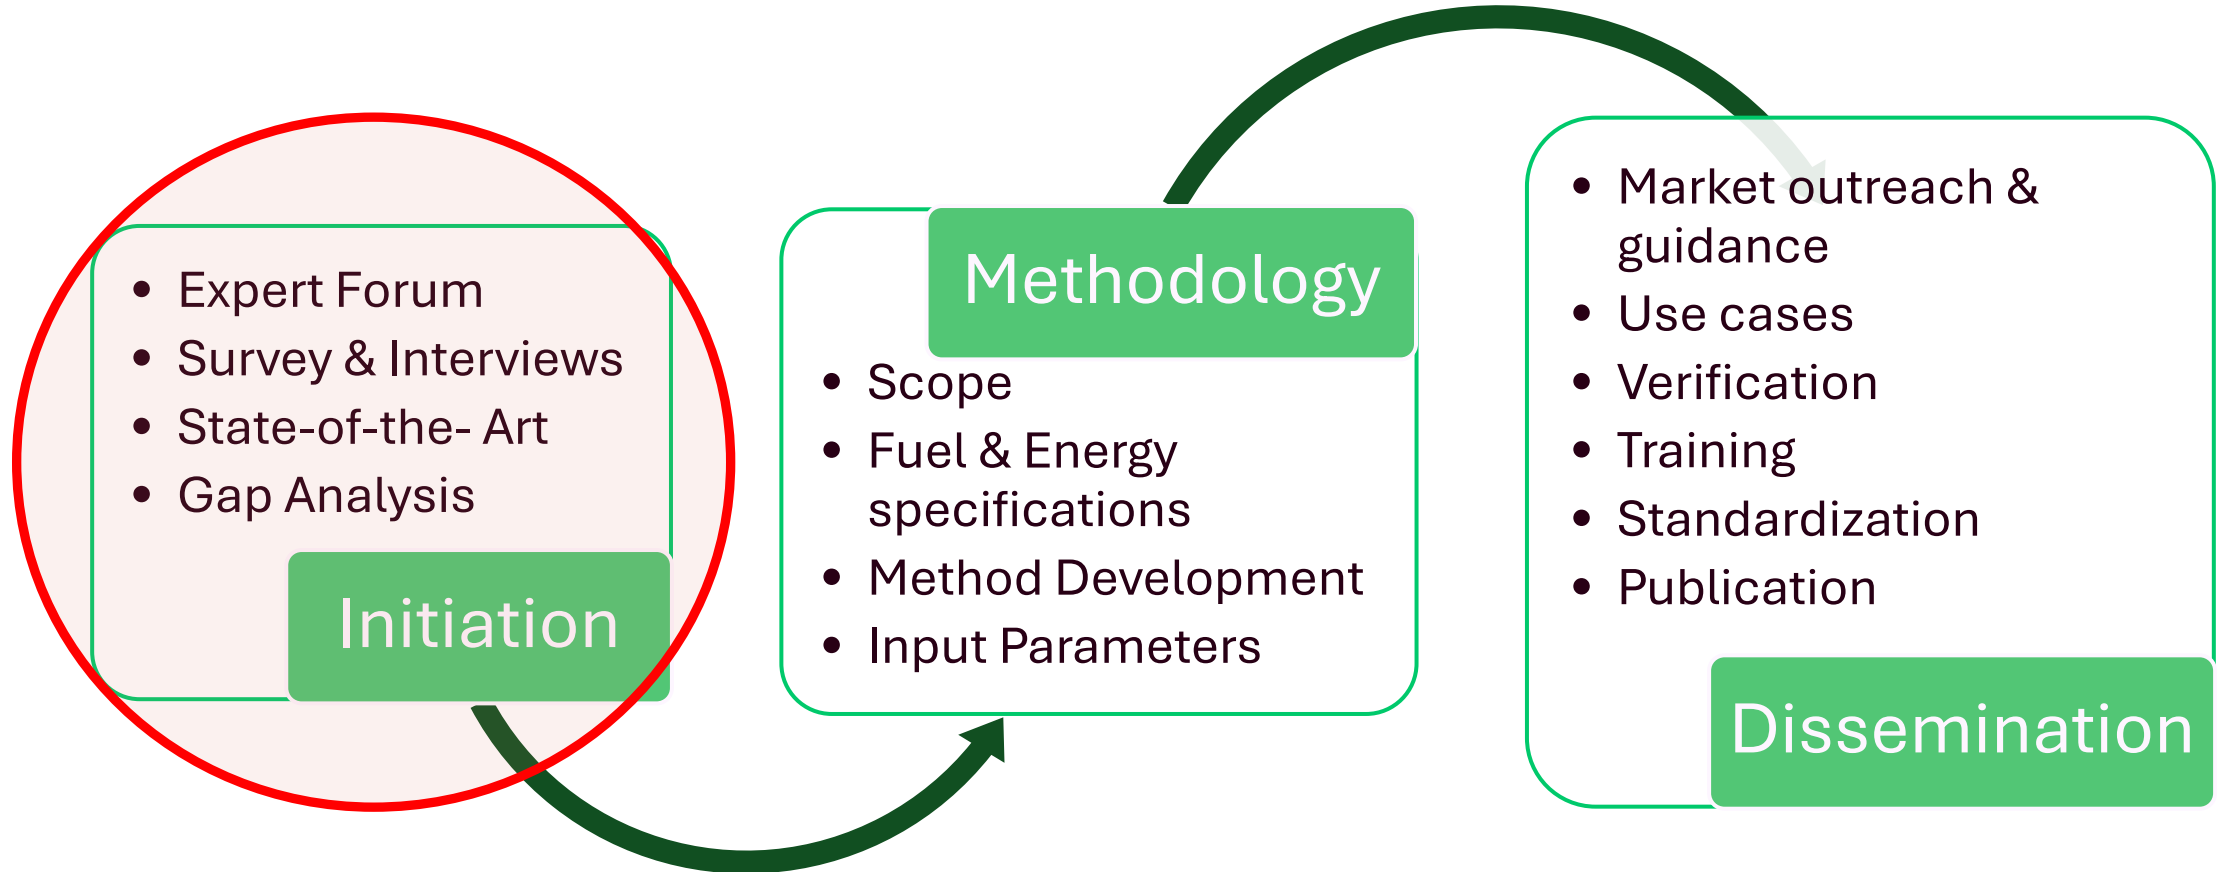 • Expert Forum
• Survey & Interviews
• State-of-the- Art
• Gap Analysis
Initiation
Methodology
• Scope
• Fuel & Energy
specifications
• Method Development
• Input Parameters
• Market outreach &
guidance
• Use cases
• Verification
• Training
• Standardization
• Publication
Dissemination